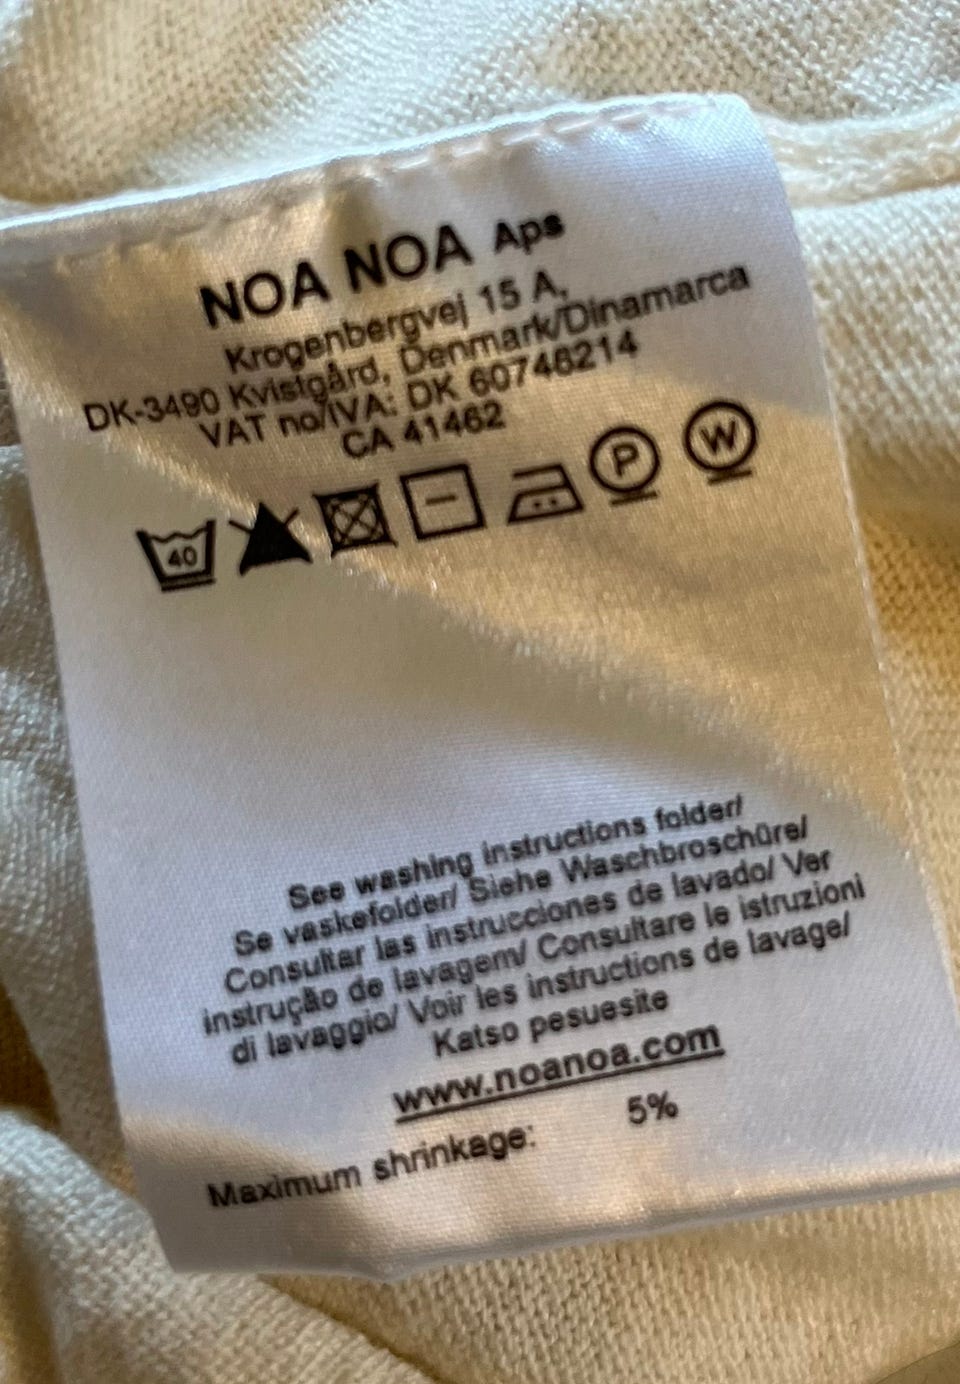 NOA NOA Aps
Krogenbergvej 15 A,
DK-3490 Kvistgård, Denmark/Dinamarca
VAT no/IVA: DK 60746214
CA 41462
40 P W
See washing instructions folder/
Se vaskefolder/ Siehe Waschbroschüre/
Consultar las instrucciones de lavado/ Ver
instrução de lavagem/ Consultare le istruzioni
di lavaggio/ Voir les instructions de lavage/
Katso pesuesite
www.noanoa.com
Maximum shrinkage: 5%